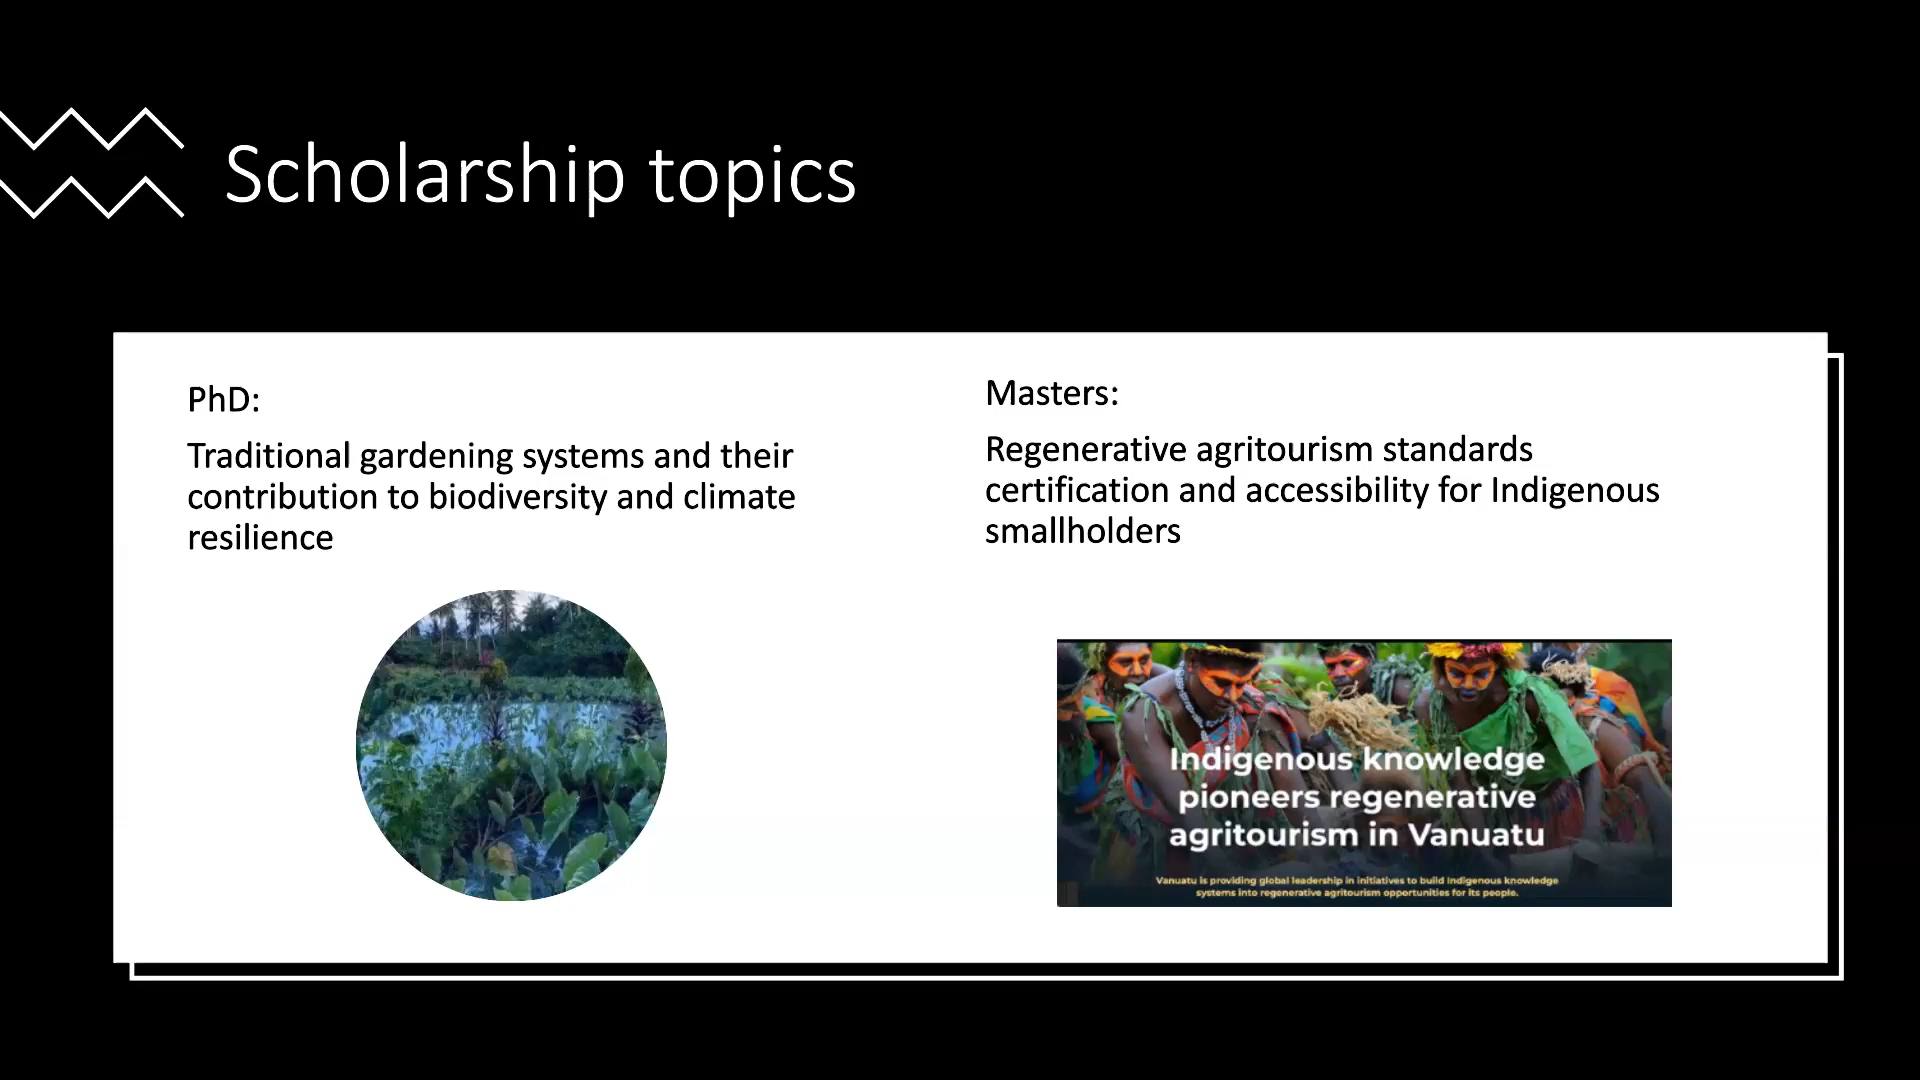 Scholarship topics
PhD:
Traditional gardening systems and their
contribution to biodiversity and climate
resilience
Masters:
Regenerative agritourism standards
certification and accessibility for Indigenous
smallholders
Indigenous knowledge
pioneers regenerative
agritourism in Vanuatu
Vanuatu is providing global leadership in initiatives to build Indigenous knowledge
systems into regenerative agritourism opportunities for its people.